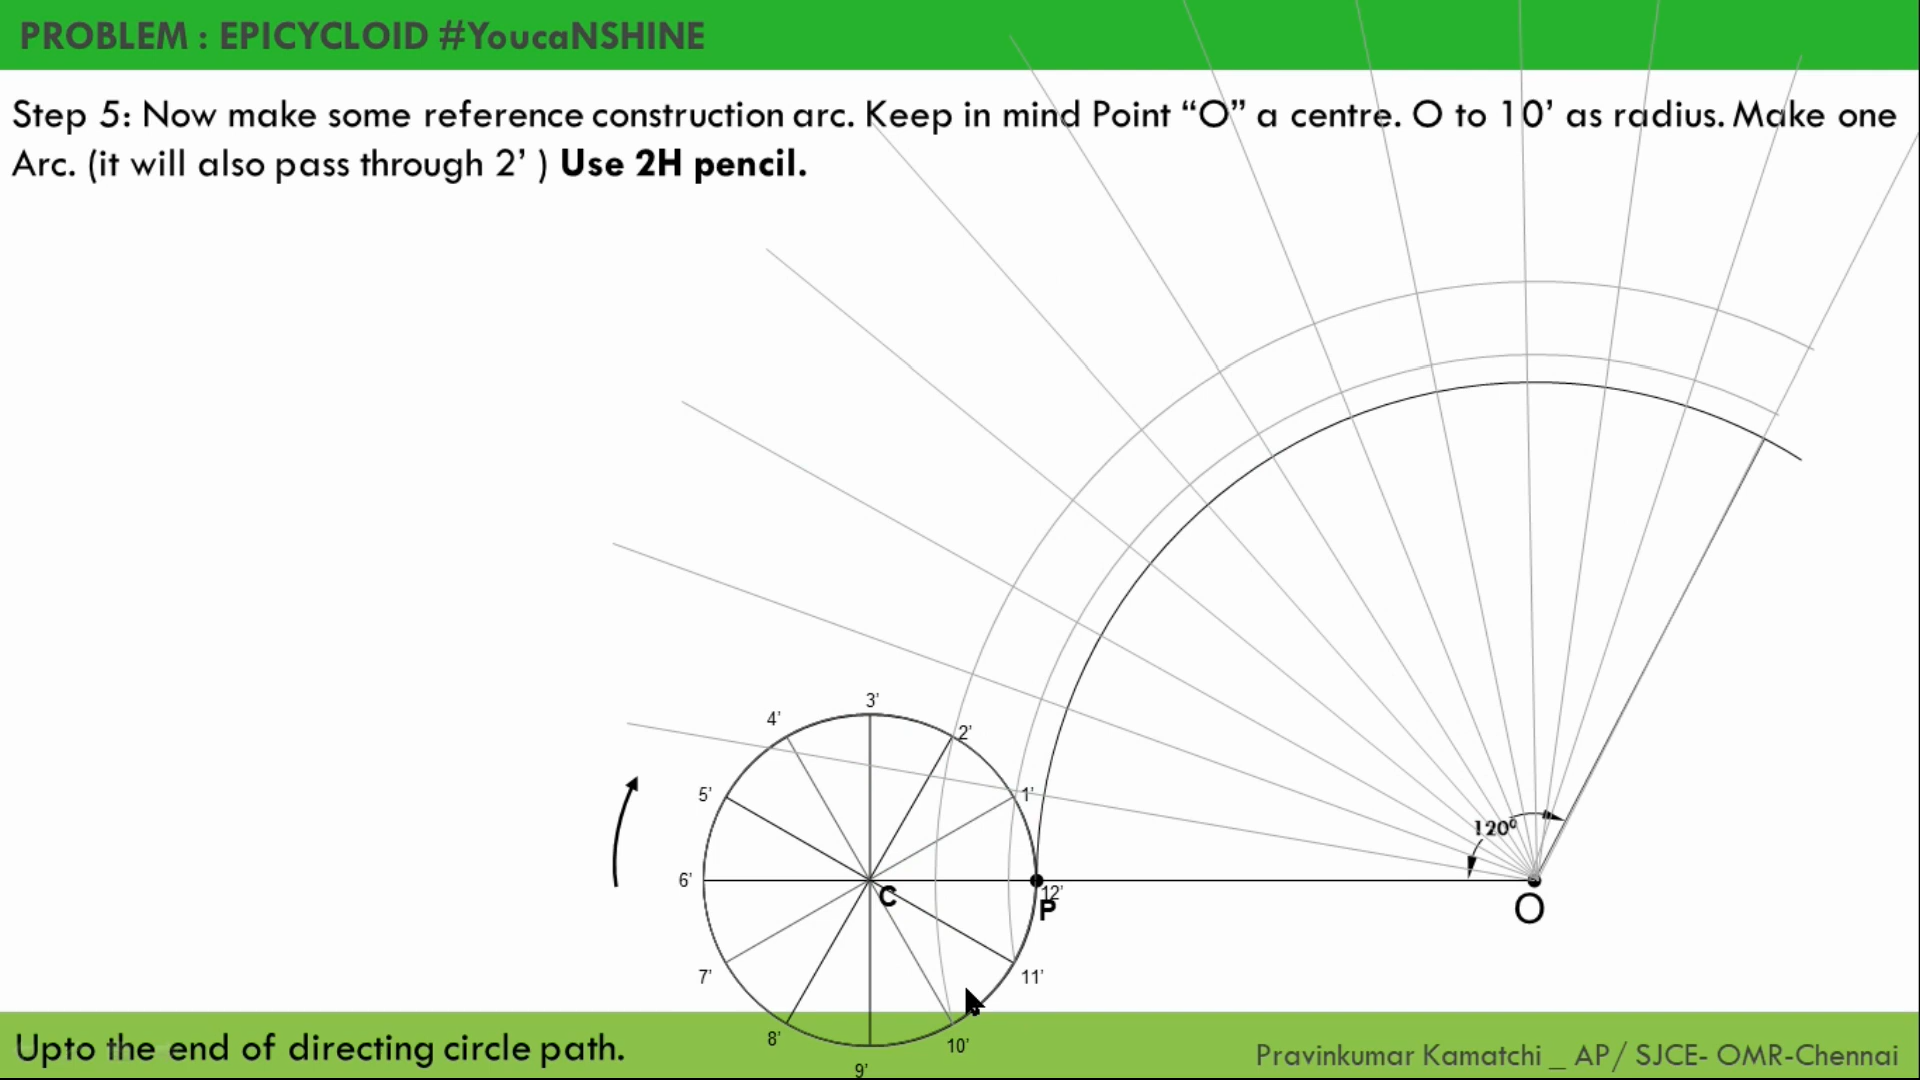 PROBLEM : EPICYCLOID #YoucaNSHINE
Step 5: Now make some reference construction arc. Keep in mind Point “O” a centre. O to 10’ as radius. Make one
Arc. (it will also pass through 2’ ) Use 2H pencil.
3’
4’
2’
5’
1’
120⁰
6’
C
12’
P
O
7’
11’
8’
10’
9’
Upto the end of directing circle path.
Pravinkumar Kamatchi _ AP/ SJCE- OMR-Chennai